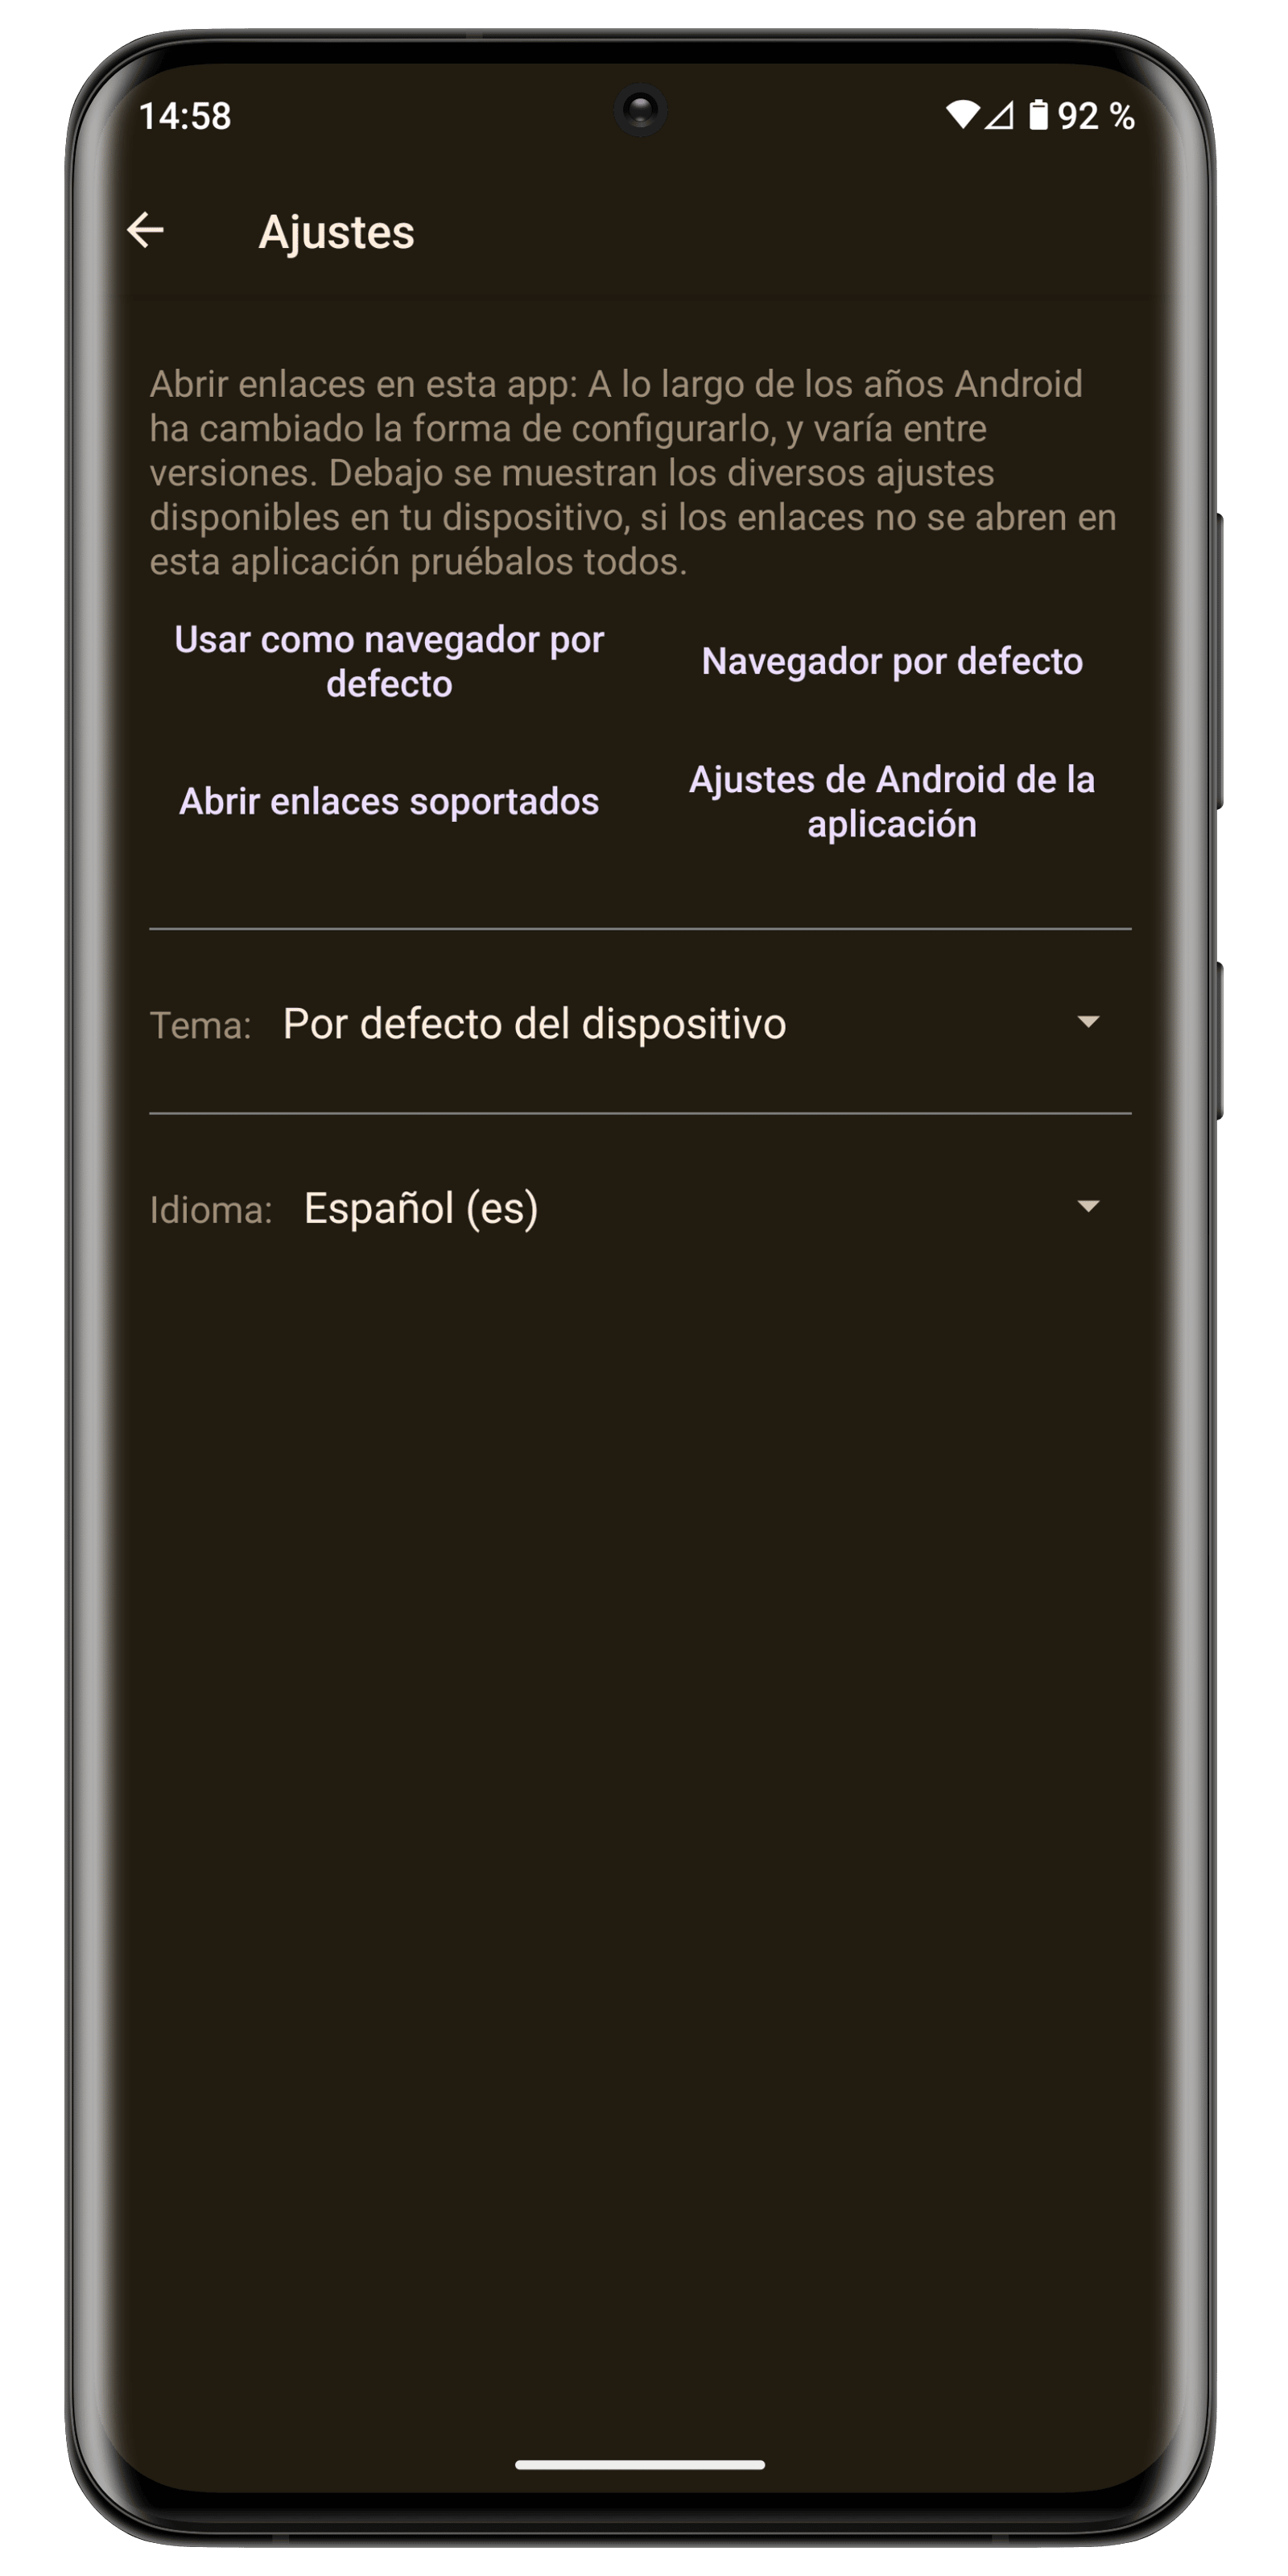 14:58
92 %
Ajustes
Abrir enlaces en esta app: A lo largo de los años Android
ha cambiado la forma de configurarlo, y varía entre
versiones. Debajo se muestran los diversos ajustes
disponibles en tu dispositivo, si los enlaces no se abren en
esta aplicación pruébalos todos.
Usar como navegador por
defecto
Navegador por defecto
Abrir enlaces soportados
Ajustes de Android de la
aplicación
Tema: Por defecto del dispositivo
Idioma: Español (es)